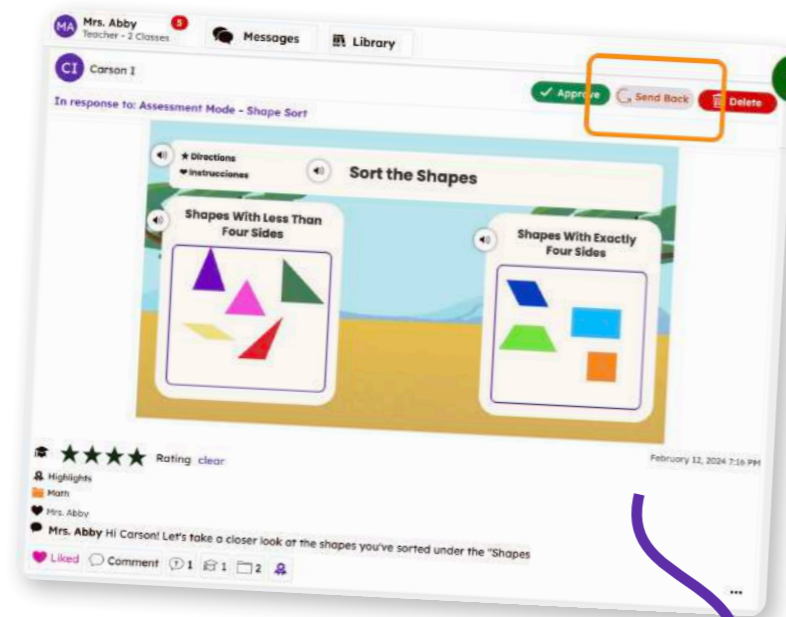 MA Mrs. Abby 5
Teacher - 2 Classes
Messages
Library
CI Carson I
Approve
Send Back
Delete
In response to: Assessment Mode - Shape Sort
★ Directions
♥ Instrucciones
Sort the Shapes
Shapes With Less Than
Four Sides
Shapes With Exactly
Four Sides
★★★★ Rating clear
February 12, 2024 7:16 PM
Highlights
Math
Mrs. Abby
Mrs. Abby Hi Carson! Let's take a closer look at the shapes you've sorted under the "Shapes
Liked Comment 1 1 2
...